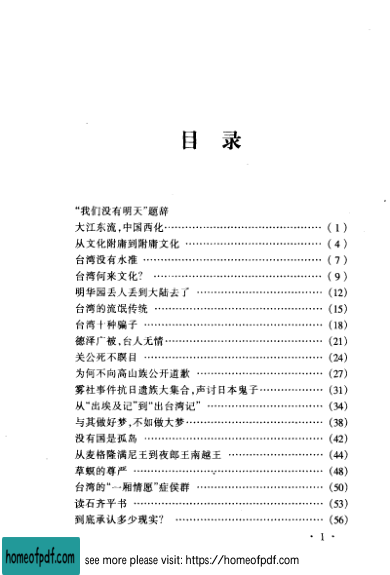 目录
“我们没有明天”题辞
大江东流,中国西化……………………………………(1)
从文化附庸到附庸文化……………………………………(4)
台湾没有水准……………………………………(7)
台湾何来文化?……………………………………(9)
明华园丢人丢到大陆去了……………………………………(12)
台湾的流氓传统……………………………………(15)
台湾十种骗子……………………………………(18)
德泽广被,台人无情……………………………………(21)
关公死不瞑目……………………………………(24)
为何不向高山族公开道歉……………………………………(27)
雾社事件抗日遗族大集合,声讨日本鬼子……………………(31)
从“出埃及记”到“出台湾记”……………………………………(34)
与其做好梦,不如做大梦……………………………………(38)
没有国是孤岛……………………………………(42)
从麦格隆满尼王到夜郎王南越王……………………………(44)
草螟的尊严……………………………………(48)
台湾的“一厢情愿”症侯群……………………………………(50)
读石齐平书……………………………………(53)
到底承认多少现实?……………………………………(56)
·1·
homeofpdf.com
see more please visit: https://homeofpdf.com